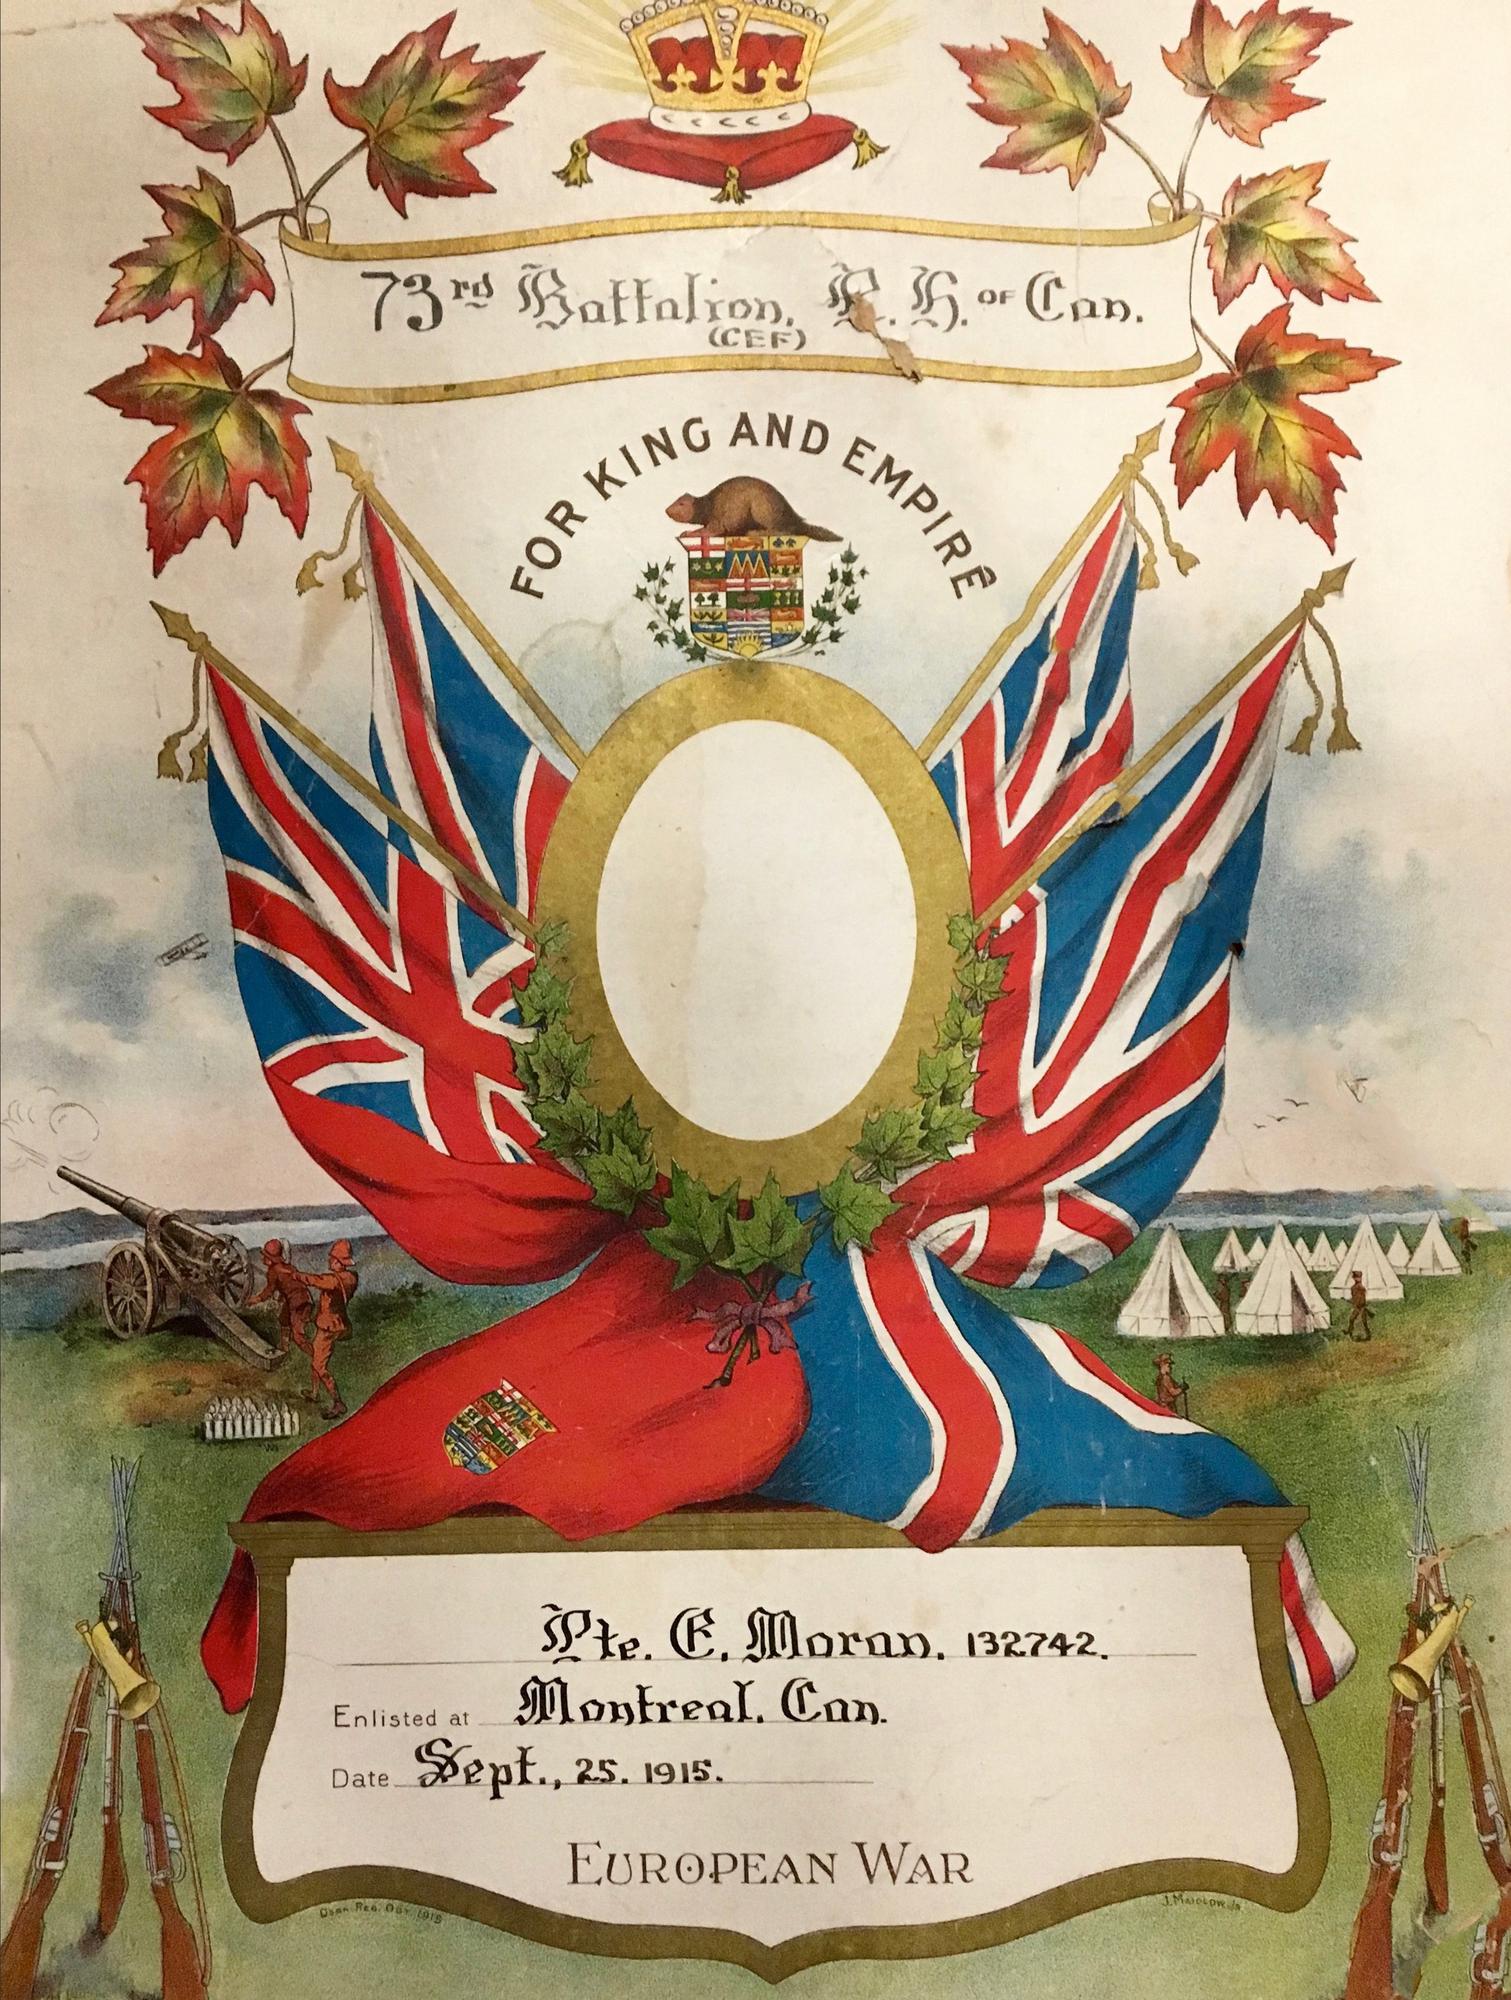 73rd Battalion, R. H. OF Can.
(CEF)
FOR KING AND EMPIRE
Pte. E. Moran. 132742.
Enlisted at Montreal. Can.
Date Sept., 25. 1915.
EUROPEAN WAR